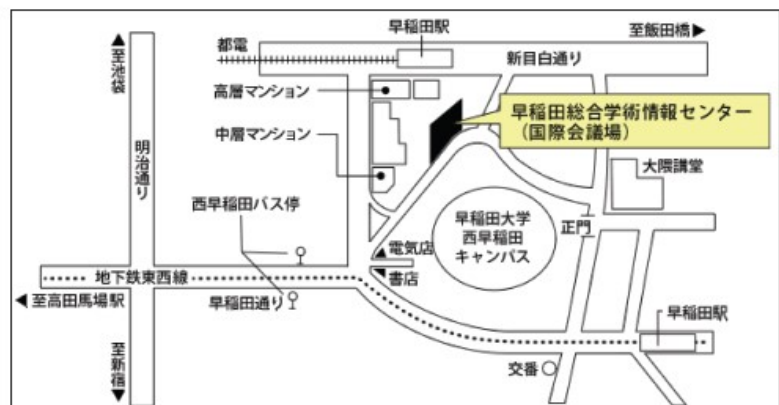 早稲田駅
都電
至飯田橋▶
新目白通り
▲至池袋
高層マンション
早稲田総合学術情報センター
(国際会議場)
中層マンション
明治通り
大隈講堂
西早稲田バス停
早稲田大学
西早稲田
キャンパス
正門
▲電気店
地下鉄東西線
書店
◀至高田馬場駅
早稲田通り
早稲田駅
至新宿▼
交番